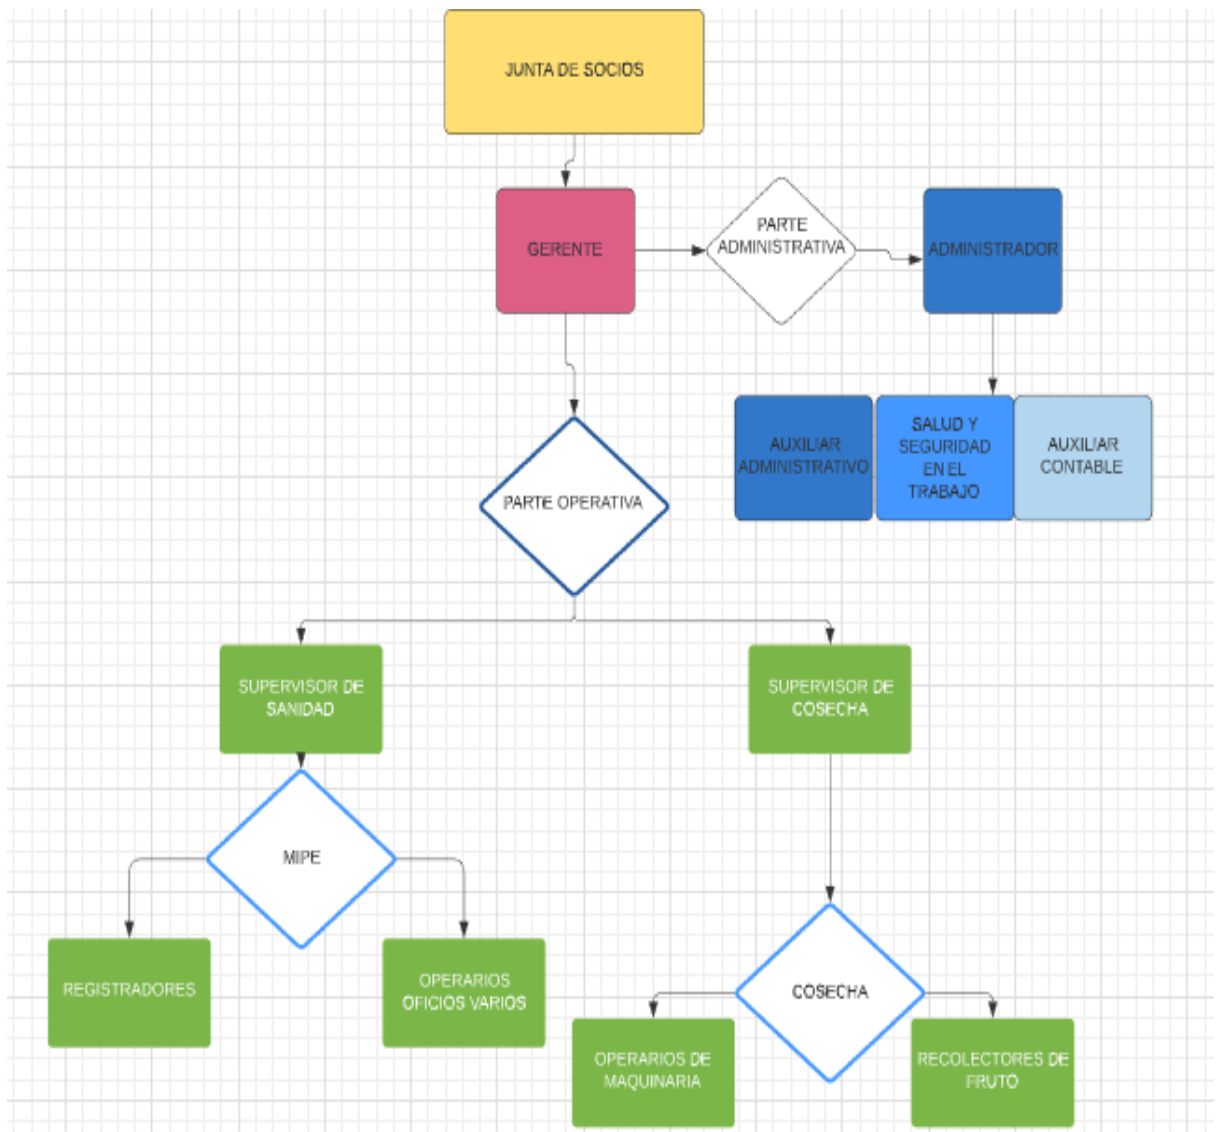 JUNTA DE SOCIOS
GERENTE
PARTE
ADMINISTRATIVA
ADMINISTRADOR
AUXILIAR
ADMINISTRATIVO
SALUD Y
SEGURIDAD
EN EL
TRABAJO
AUXILIAR
CONTABLE
PARTE OPERATIVA
SUPERVISOR DE
SANIDAD
SUPERVISOR DE
COSECHA
MIPE
REGISTRADORES
OPERARIOS
OFICIOS VARIOS
COSECHA
OPERARIOS DE
MAQUINARIA
RECOLECTORES DE
FRUTO